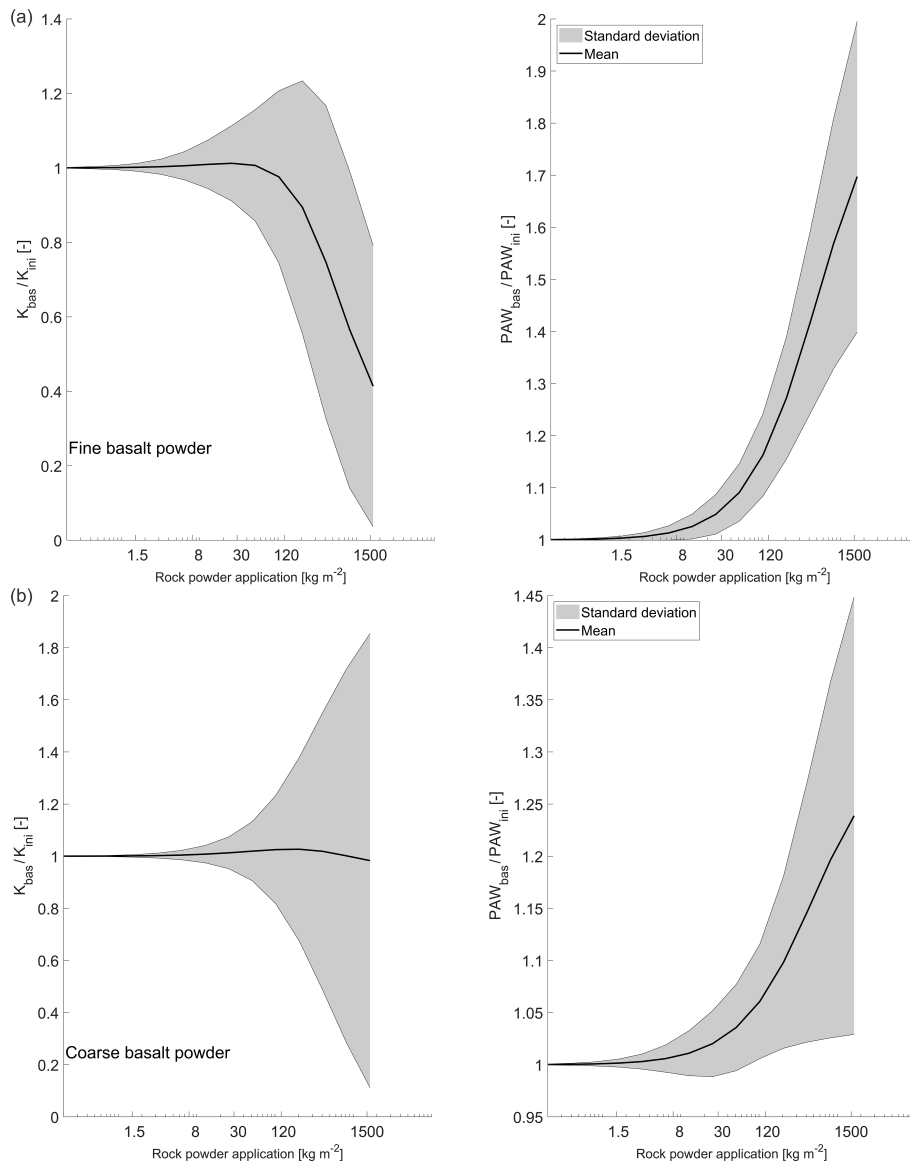 (a)
1.4
1.2
1
0.8
0.6
0.4
0.2
0
K_bas/K_ini [-]
Fine basalt powder
1.5 8 30 120 1500
Rock powder application [kg m⁻²]
2
1.9
1.8
1.7
1.6
1.5
1.4
1.3
1.2
1.1
1
PAW_bas/PAW_ini [-]
Standard deviation
Mean
1.5 8 30 120 1500
Rock powder application [kg m⁻²]
(b)
2
1.8
1.6
1.4
1.2
1
0.8
0.6
0.4
0.2
0
K_bas/K_ini [-]
Coarse basalt powder
1.5 8 30 120 1500
Rock powder application [kg m⁻²]
1.45
1.4
1.35
1.3
1.25
1.2
1.15
1.1
1.05
1
0.95
PAW_bas/PAW_ini [-]
Standard deviation
Mean
1.5 8 30 120 1500
Rock powder application [kg m⁻²]